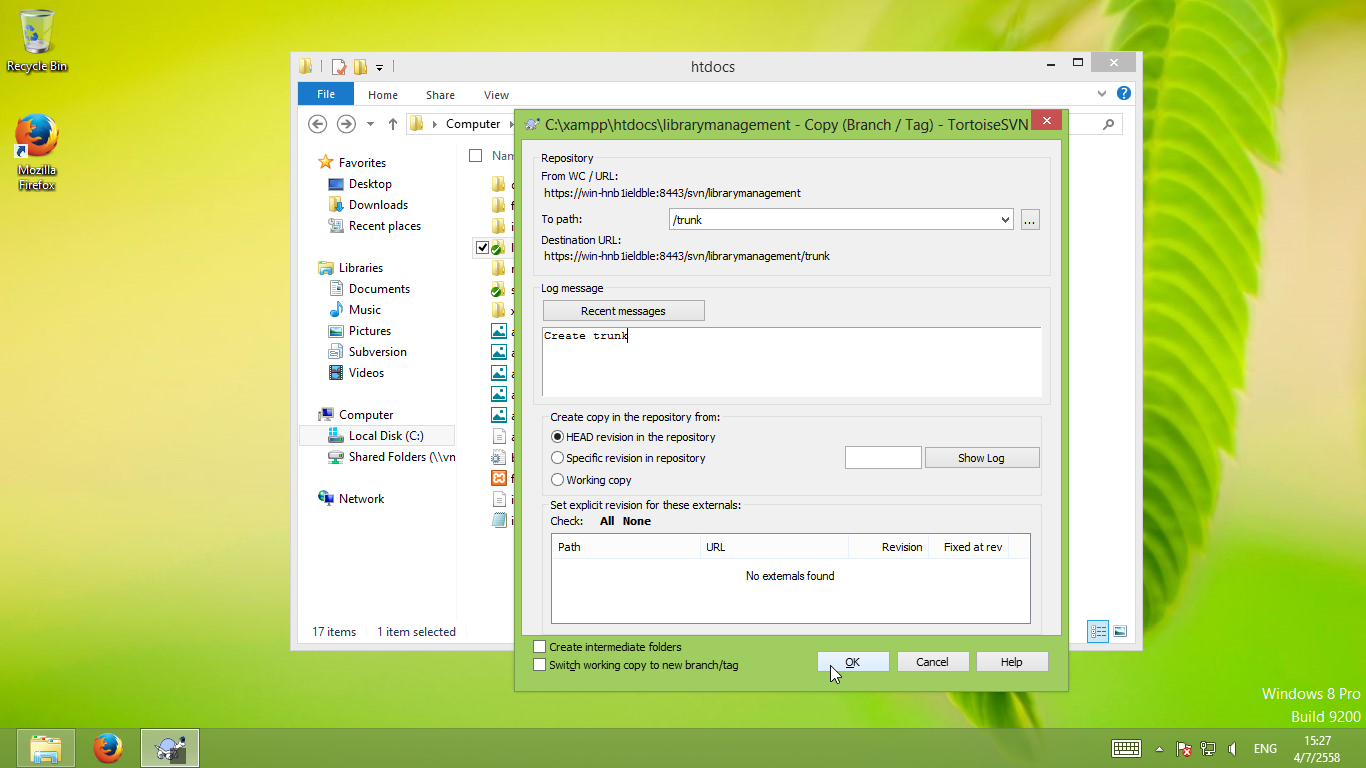 Recycle Bin
Mozilla
Firefox
htdocs
File
Home
Share
View
Computer
C:\xampp\htdocs\librarymanagement - Copy (Branch / Tag) - TortoiseSVN
Favorites
Desktop
Downloads
Recent places
Libraries
Documents
Music
Pictures
Subversion
Videos
Computer
Local Disk (C:)
Shared Folders (\\vn
Network
17 items
1 item selected
Repository
From WC / URL:
https://win-hnb1ieldble:8443/svn/librarymanagement
To path:
/trunk
...
Destination URL:
https://win-hnb1ieldble:8443/svn/librarymanagement/trunk
Log message
Recent messages
Create trunk
Create copy in the repository from:
HEAD revision in the repository
Specific revision in repository
Show Log
Working copy
Set explicit revision for these externals:
Check: All None
Path URL Revision Fixed at rev
No externals found
Create intermediate folders
Switch working copy to new branch/tag
OK
Cancel
Help
Windows 8 Pro
Build 9200
ENG
15:27
4/7/2558